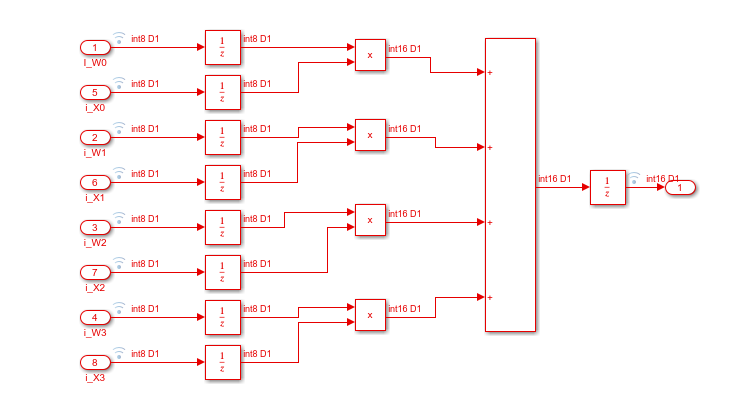 1 int8 D1 1/z int8 D1 x int16 D1
I_W0
5 int8 D1 1/z int8 D1 +
i_X0
2 int8 D1 1/z int8 D1 x int16 D1
i_W1 +
6 int8 D1 1/z int8 D1 int16 D1 1/z int16 D1 1
i_X1
3 int8 D1 1/z int8 D1 x int16 D1
i_W2 +
7 int8 D1 1/z int8 D1
i_X2
4 int8 D1 1/z int8 D1 x int16 D1 +
i_W3
8 int8 D1 1/z int8 D1
i_X3